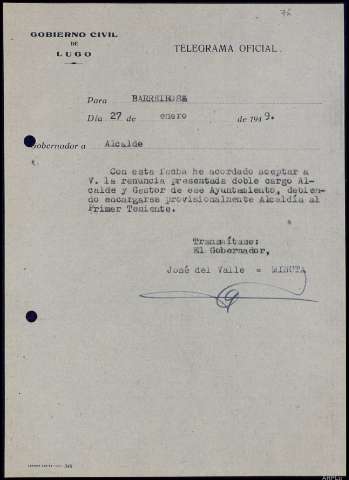 76
GOBIERNO CIVIL
DE
LUGO
TELEGRAMA OFICIAL.
Para BARREIROS
Día 27 de enero de 1949.
Gobernador a Alcalde
Con esta fecha he acordado aceptar a
V. la renuncia presentada doble cargo Al-
calde y Gestor de ese Ayuntamiento, debien-
do encargarse provisionalmente Alcaldía al
Primer Teniente.
Transmítase:
El Gobernador,
José del Valle = MINUTA